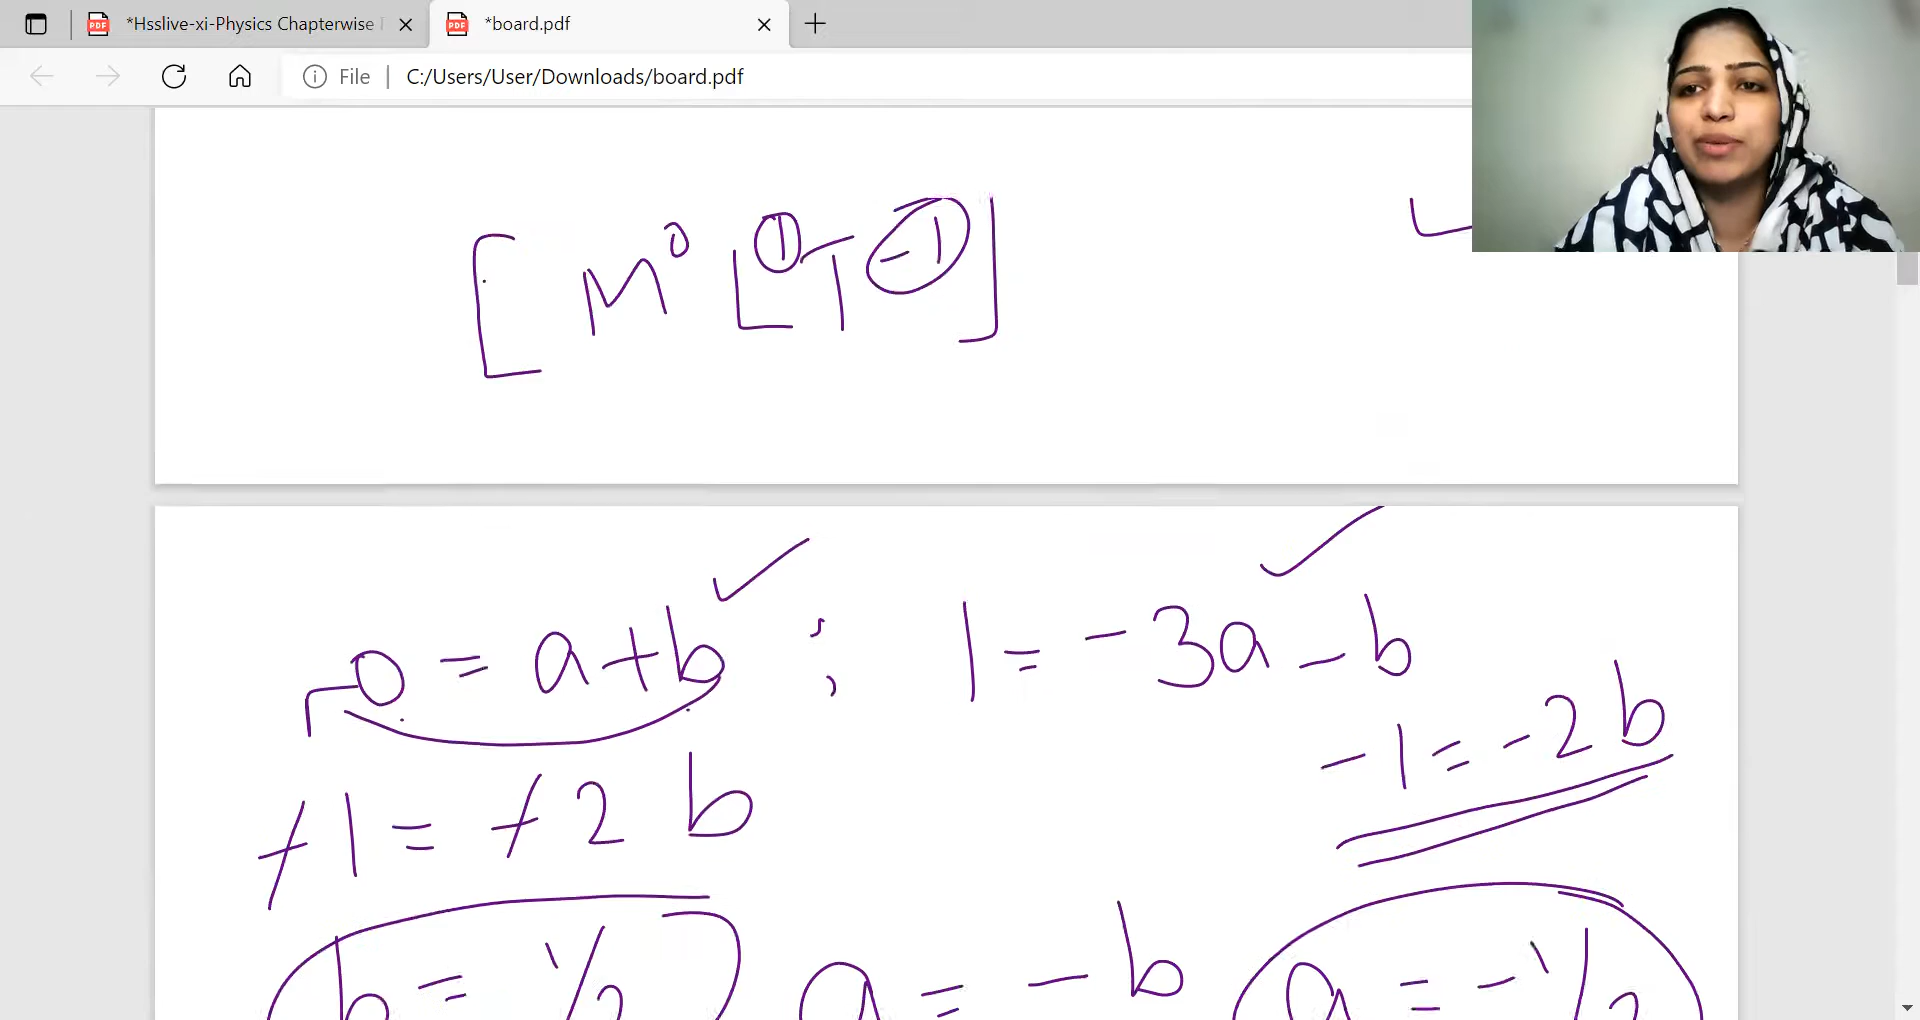 *Hsslive-xi-Physics Chapterwise
*board.pdf
File C:/Users/User/Downloads/board.pdf
[M⁰ L¹ T⁻¹]
0 = a+b ; 1 = -3a - b
-1 = -2b
+1 = +2b
b = 1/2 a = -b a = -1/2